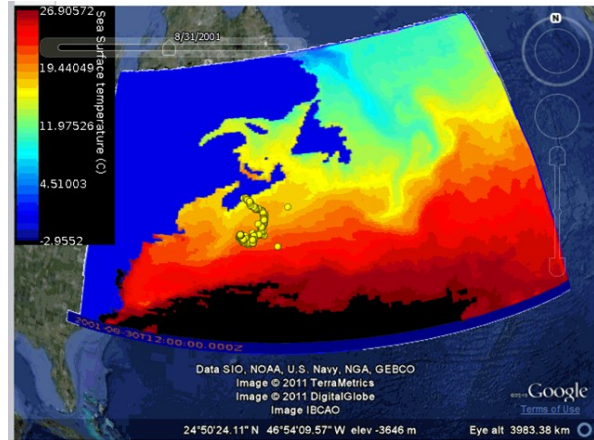 26.90510
19.44049
11.97526
4.51003
-2.9552
Sea Surface temperature (C)
8/31/2001
N
2001-08-30T12:00:00.000Z
Data SIO, NOAA, U.S. Navy, NGA, GEBCO
Image © 2011 TerraMetrics
Image © 2011 DigitalGlobe
Image IBCAO
Google
Terms of Use
24°50'24.11" N 46°54'09.57" W elev -3646 m
Eye alt 3983.38 km